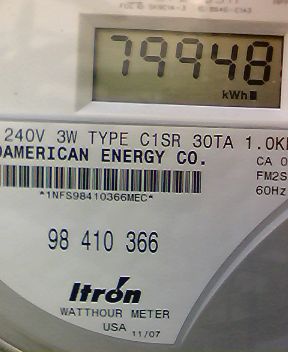 79948
kWh
240V 3W TYPE C1SR 30TA 1.0K
AMERICAN ENERGY CO.
CA 0
FM2S
60Hz
*1NFS98410366MEC*
98 410 366
Itrón
WATTHOUR METER
USA 11/07